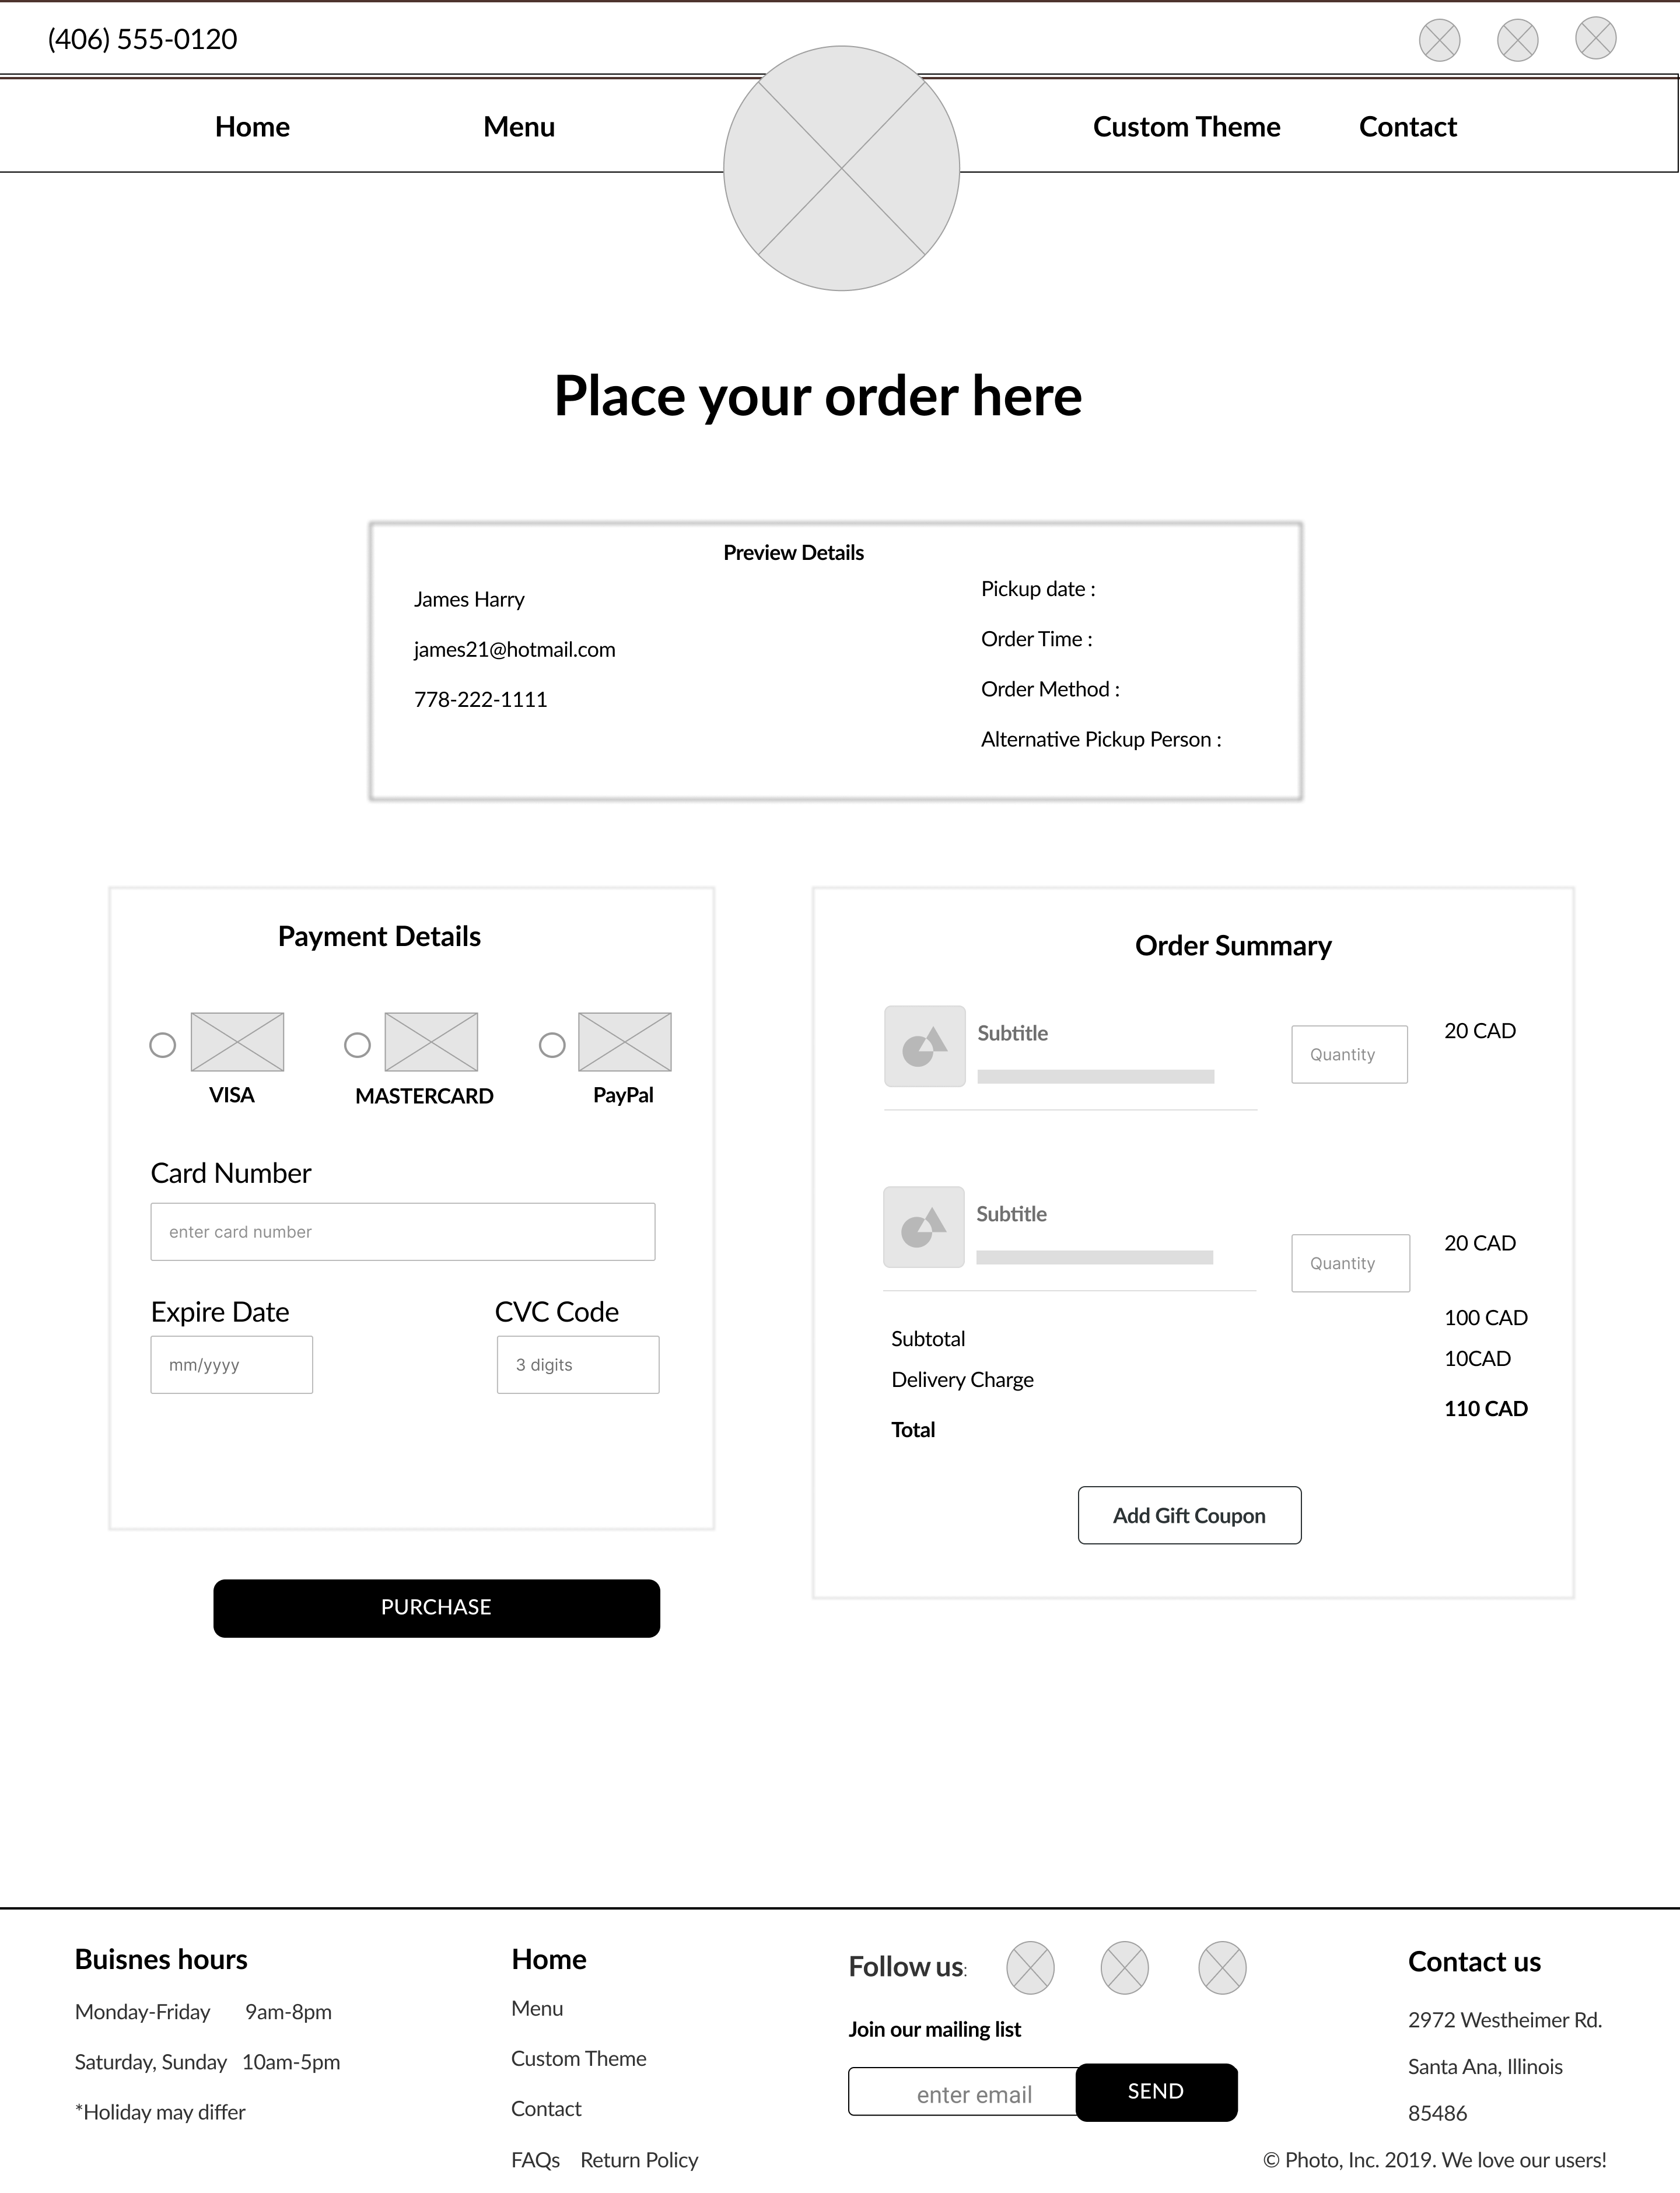 (406) 555-0120
Home
Menu
Custom Theme
Contact
Place your order here
Preview Details
James Harry
james21@hotmail.com
778-222-1111
Pickup date :
Order Time :
Order Method :
Alternative Pickup Person :
Payment Details
VISA
MASTERCARD
PayPal
Card Number
enter card number
Expire Date
CVC Code
mm/yyyy
3 digits
PURCHASE
Order Summary
Subtitle
Quantity
20 CAD
Subtitle
Quantity
20 CAD
Subtotal
100 CAD
Delivery Charge
10CAD
Total
110 CAD
Add Gift Coupon
Buisnes hours
Monday-Friday 9am-8pm
Saturday, Sunday 10am-5pm
*Holiday may differ
Home
Menu
Custom Theme
Contact
FAQs Return Policy
Follow us:
Join our mailing list
enter email
SEND
Contact us
2972 Westheimer Rd.
Santa Ana, Illinois
85486
© Photo, Inc. 2019. We love our users!